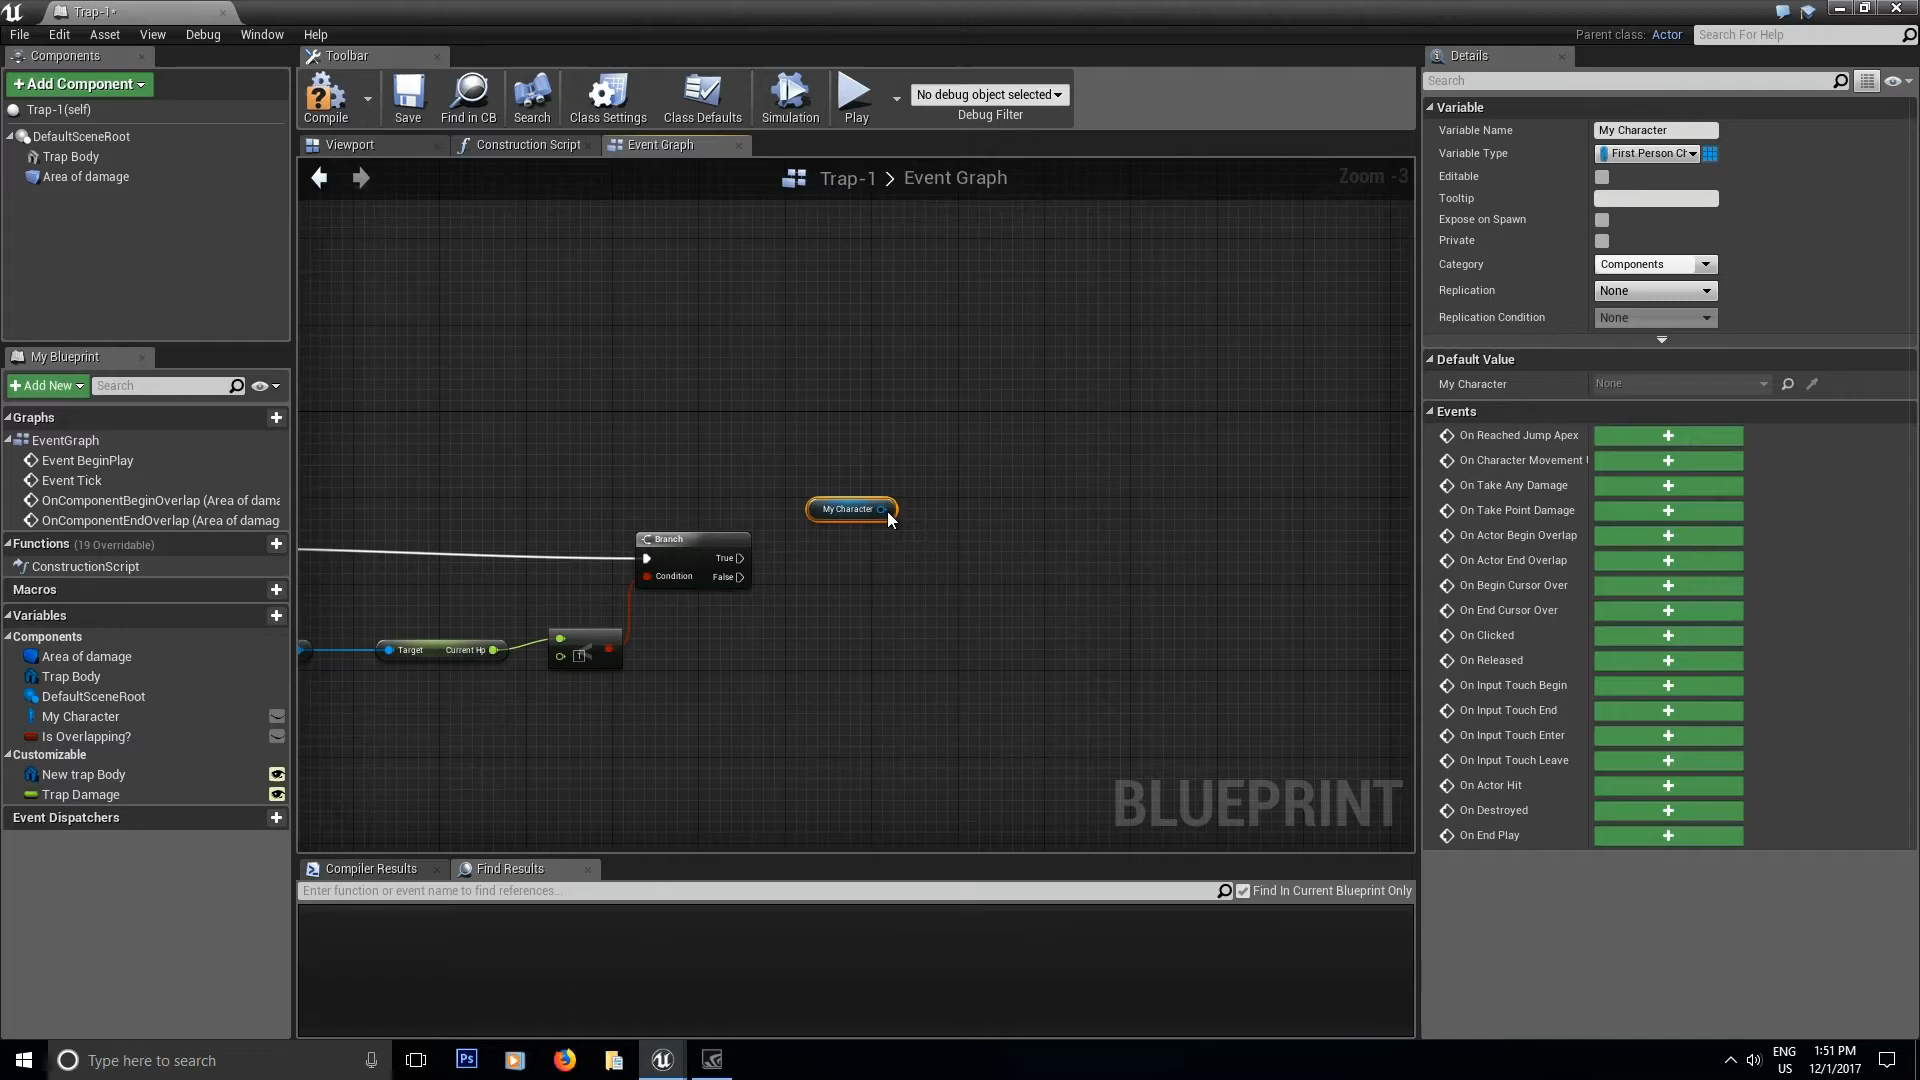 Trap-1*
File Edit Asset View Debug Window Help
Parent class: Actor
Search For Help
Components
Toolbar
Details
+Add Component
Trap-1(self)
DefaultSceneRoot
Trap Body
Area of damage
Compile
Save
Find in CB
Search
Class Settings
Class Defaults
Simulation
Play
No debug object selected
Debug Filter
Viewport
Construction Script
Event Graph
Trap-1 > Event Graph
Zoom -3
My Character
Branch
True
Condition
False
Target
Current Hp
BLUEPRINT
My Blueprint
+Add New
Search
Graphs
EventGraph
Event BeginPlay
Event Tick
OnComponentBeginOverlap (Area of dama
OnComponentEndOverlap (Area of damag
Functions (19 Overridable)
ConstructionScript
Macros
Variables
Components
Area of damage
Trap Body
DefaultSceneRoot
My Character
Is Overlapping?
Customizable
New trap Body
Trap Damage
Event Dispatchers
Compiler Results
Find Results
Enter function or event name to find references...
Find In Current Blueprint Only
Search
Variable
Variable Name
My Character
Variable Type
First Person Ch
Editable
Tooltip
Expose on Spawn
Private
Category
Components
Replication
None
Replication Condition
None
Default Value
My Character
None
Events
On Reached Jump Apex
On Character Movement
On Take Any Damage
On Take Point Damage
On Actor Begin Overlap
On Actor End Overlap
On Begin Cursor Over
On End Cursor Over
On Clicked
On Released
On Input Touch Begin
On Input Touch End
On Input Touch Enter
On Input Touch Leave
On Actor Hit
On Destroyed
On End Play
Type here to search
Ps
ENG
US
1:51 PM
12/1/2017